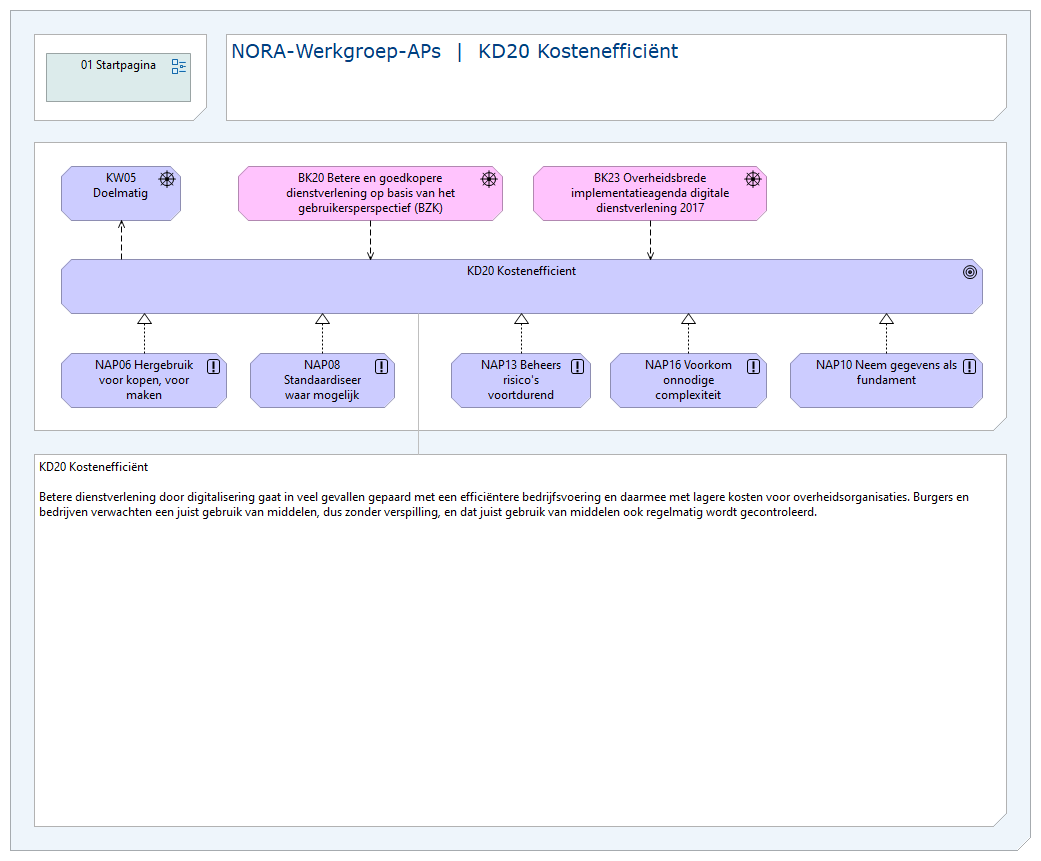 01 Startpagina
NORA-Werkgroep-APs | KD20 Kostenefficiënt
KW05
Doelmatig
BK20 Betere en goedkopere
dienstverlening op basis van het
gebruikersperspectief (BZK)
BK23 Overheidsbrede
implementatieagenda digitale
dienstverlening 2017
KD20 Kostenefficient
NAP06 Hergebruik
voor kopen, voor
maken
NAP08
Standaardiseer
waar mogelijk
NAP13 Beheers
risico's
voortdurend
NAP16 Voorkom
onnodige
complexiteit
NAP10 Neem gegevens als
fundament
KD20 Kostenefficiënt
Betere dienstverlening door digitalisering gaat in veel gevallen gepaard met een efficiëntere bedrijfsvoering en daarmee met lagere kosten voor overheidsorganisaties. Burgers en
bedrijven verwachten een juist gebruik van middelen, dus zonder verspilling, en dat juist gebruik van middelen ook regelmatig wordt gecontroleerd.